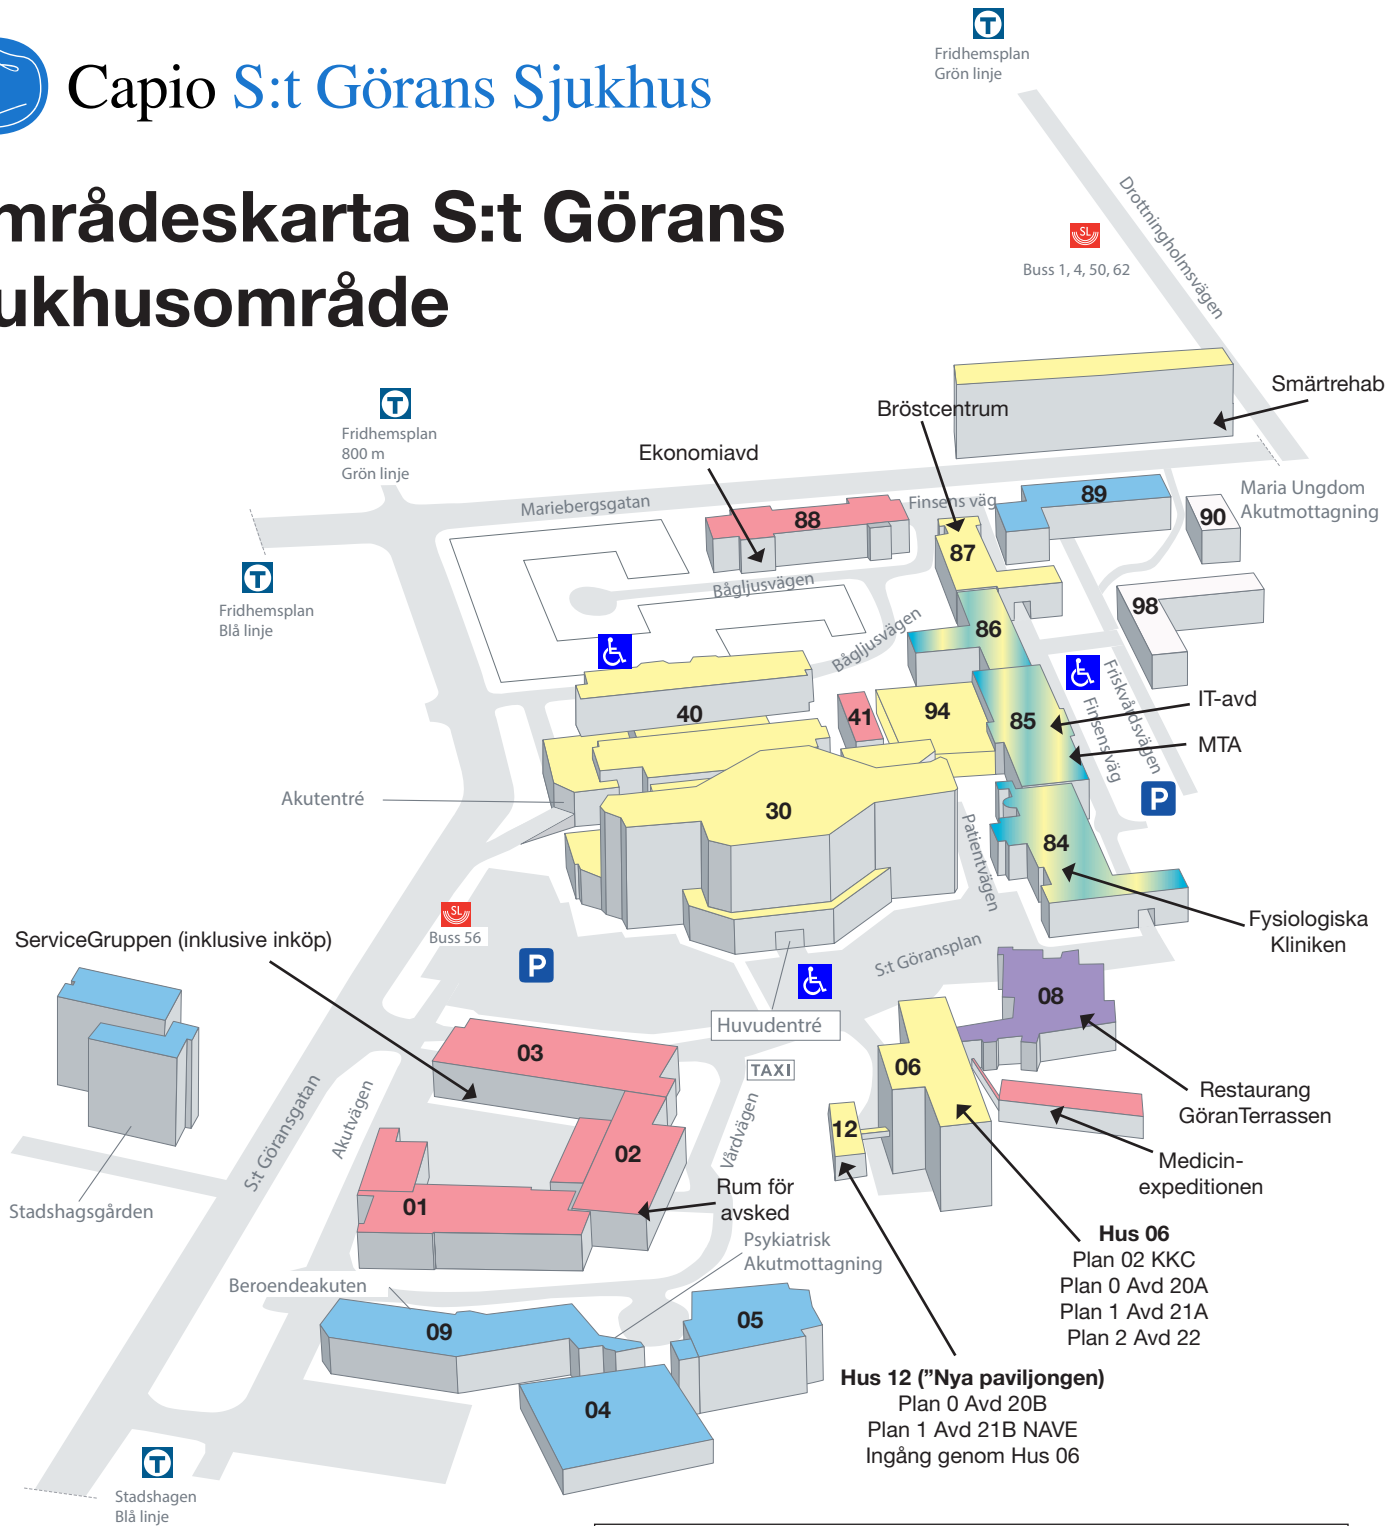 T
Fridhemsplan
Grön linje
Capio S:t Görans Sjukhus
mrådeskarta S:t Görans
ukhusområde
Drottningholmsvägen
SL
Buss 1, 4, 50, 62
Smärtrehab
Bröstcentrum
T
Fridhemsplan
800 m
Grön linje
Ekonomiavd
Mariebergsgatan
Finsens väg
88
89
90
Maria Ungdom
Akutmottagning
87
T
Fridhemsplan
Blå linje
Bågljusvägen
Bågljusvägen
98
86
40
41
94
85
Friskvårdsvägen
Finsensväg
IT-avd
MTA
Akutentré
30
P
Patientvägen
84
SL
Buss 56
P
S:t Göransplan
Fysiologiska
Kliniken
ServiceGruppen (inklusive inköp)
08
Huvudentré
03
06
TAXI
Restaurang
GöranTerrassen
S:t Göransgatan
Akutvägen
Vårdvägen
12
02
Medicin-
expeditionen
Stadshagsgården
01
Rum för
avsked
Psykiatrisk
Akutmottagning
Hus 06
Plan 02 KKC
Plan 0 Avd 20A
Plan 1 Avd 21A
Plan 2 Avd 22
Beroendeakuten
09
05
Hus 12 (”Nya paviljongen)
Plan 0 Avd 20B
Plan 1 Avd 21B NAVE
Ingång genom Hus 06
04
T
Stadshagen
Blå linje